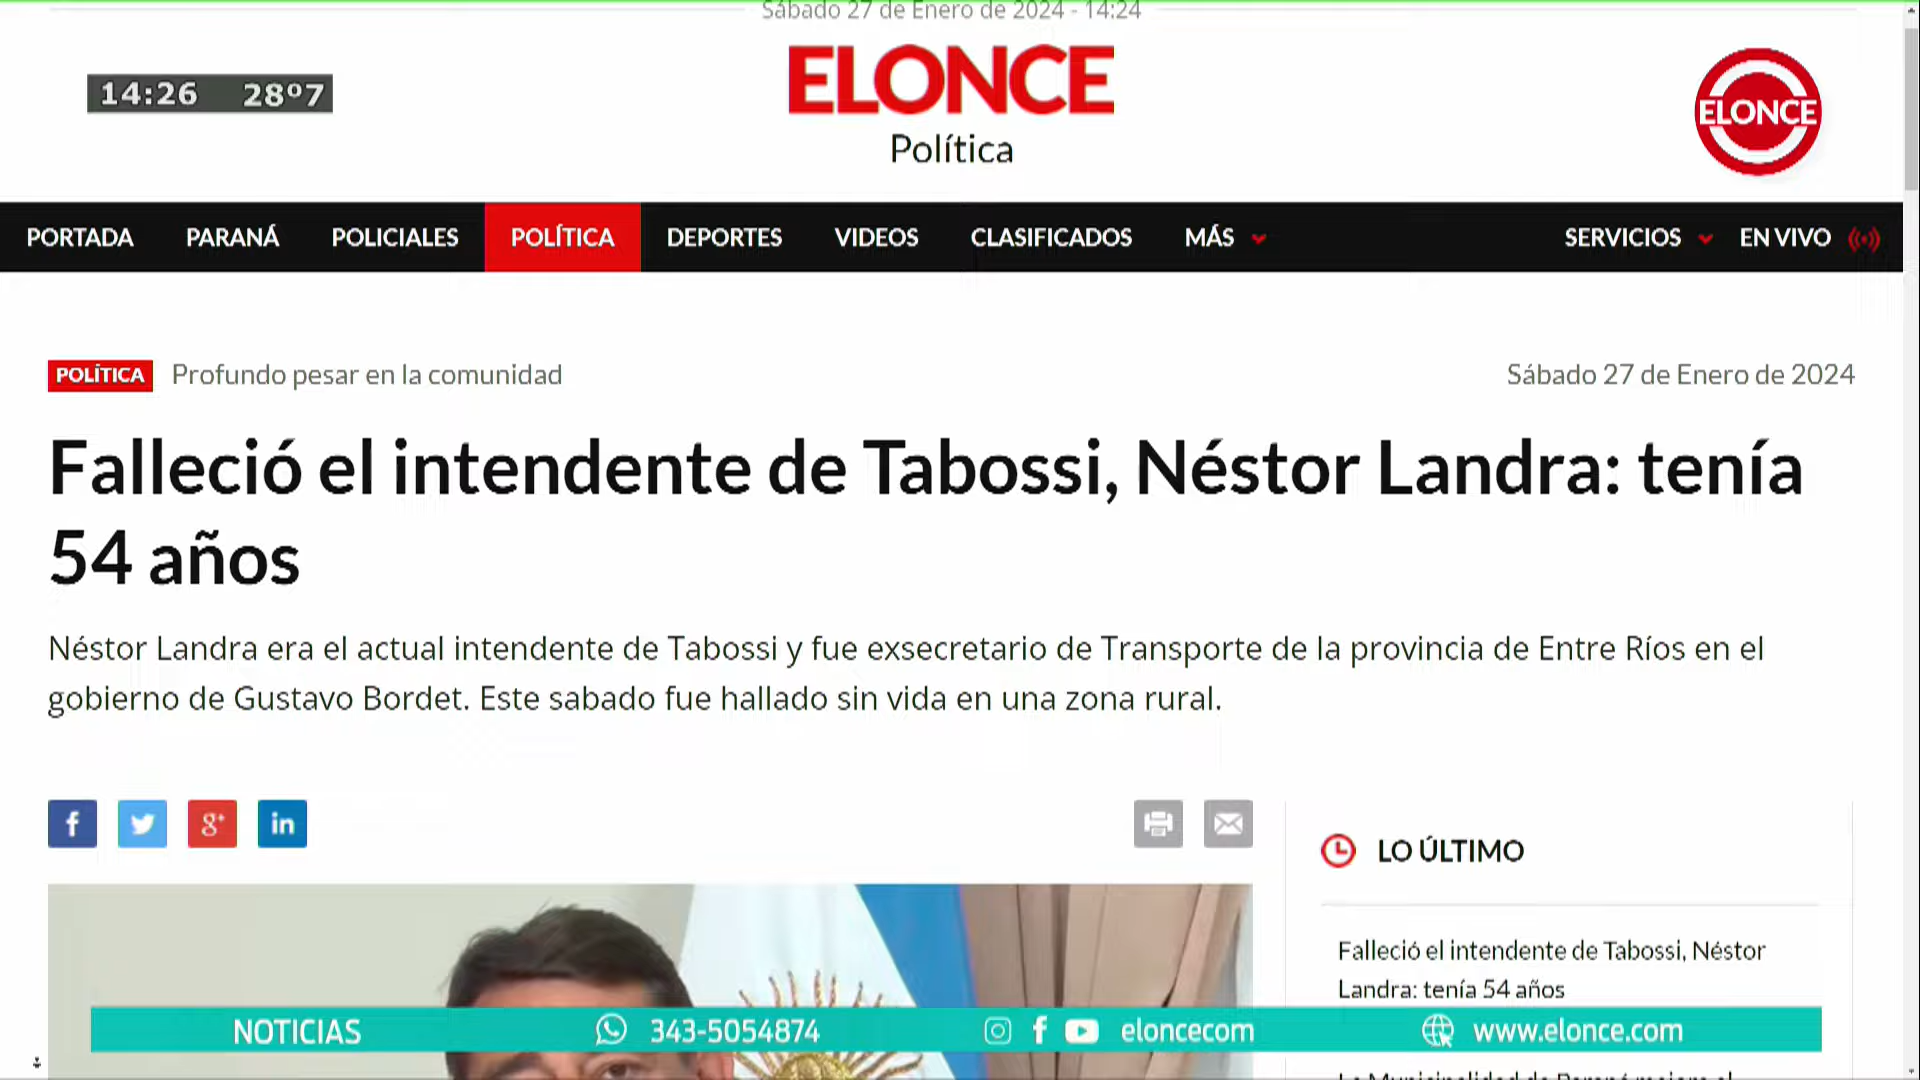 Sábado 27 de Enero de 2024 - 14:24
14:26 28º7
ELONCE
Política
ELONCE
PORTADA PARANÁ POLICIALES POLÍTICA DEPORTES VIDEOS CLASIFICADOS MÁS SERVICIOS EN VIVO
POLÍTICA Profundo pesar en la comunidad
Sábado 27 de Enero de 2024
Falleció el intendente de Tabossi, Néstor Landra: tenía
54 años
Néstor Landra era el actual intendente de Tabossi y fue exsecretario de Transporte de la provincia de Entre Ríos en el
gobierno de Gustavo Bordet. Este sabado fue hallado sin vida en una zona rural.
LO ÚLTIMO
Falleció el intendente de Tabossi, Néstor
Landra: tenía 54 años
NOTICIAS 343-5054874 eloncecom www.elonce.com
La Municipalidad de Paraná